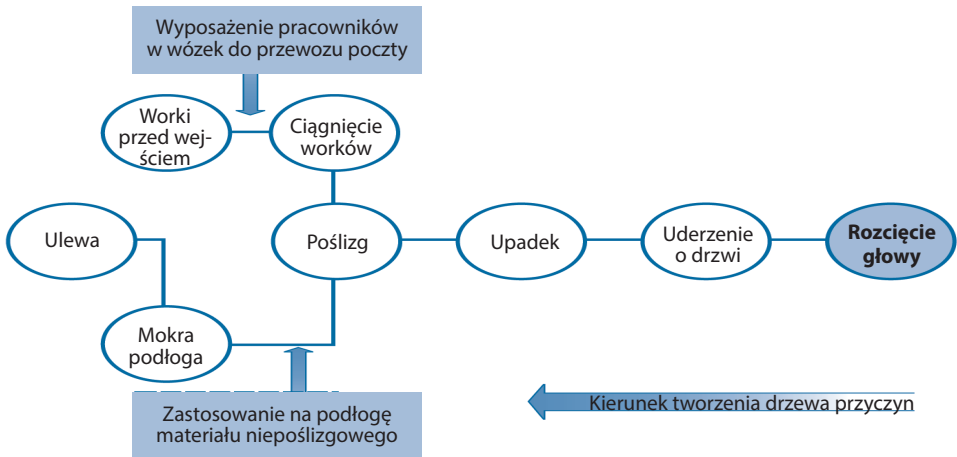 Wyposażenie pracowników
w wózek do przewozu poczty
Worki
przed wej-
ściem
Ciągnięcie
worków
Ulewa
Poślizg
Upadek
Uderzenie
o drzwi
Rozcięcie
głowy
Mokra
podłoga
Zastosowanie na podłogę
materiału niepoślizgowego
Kierunek tworzenia drzewa przyczyn